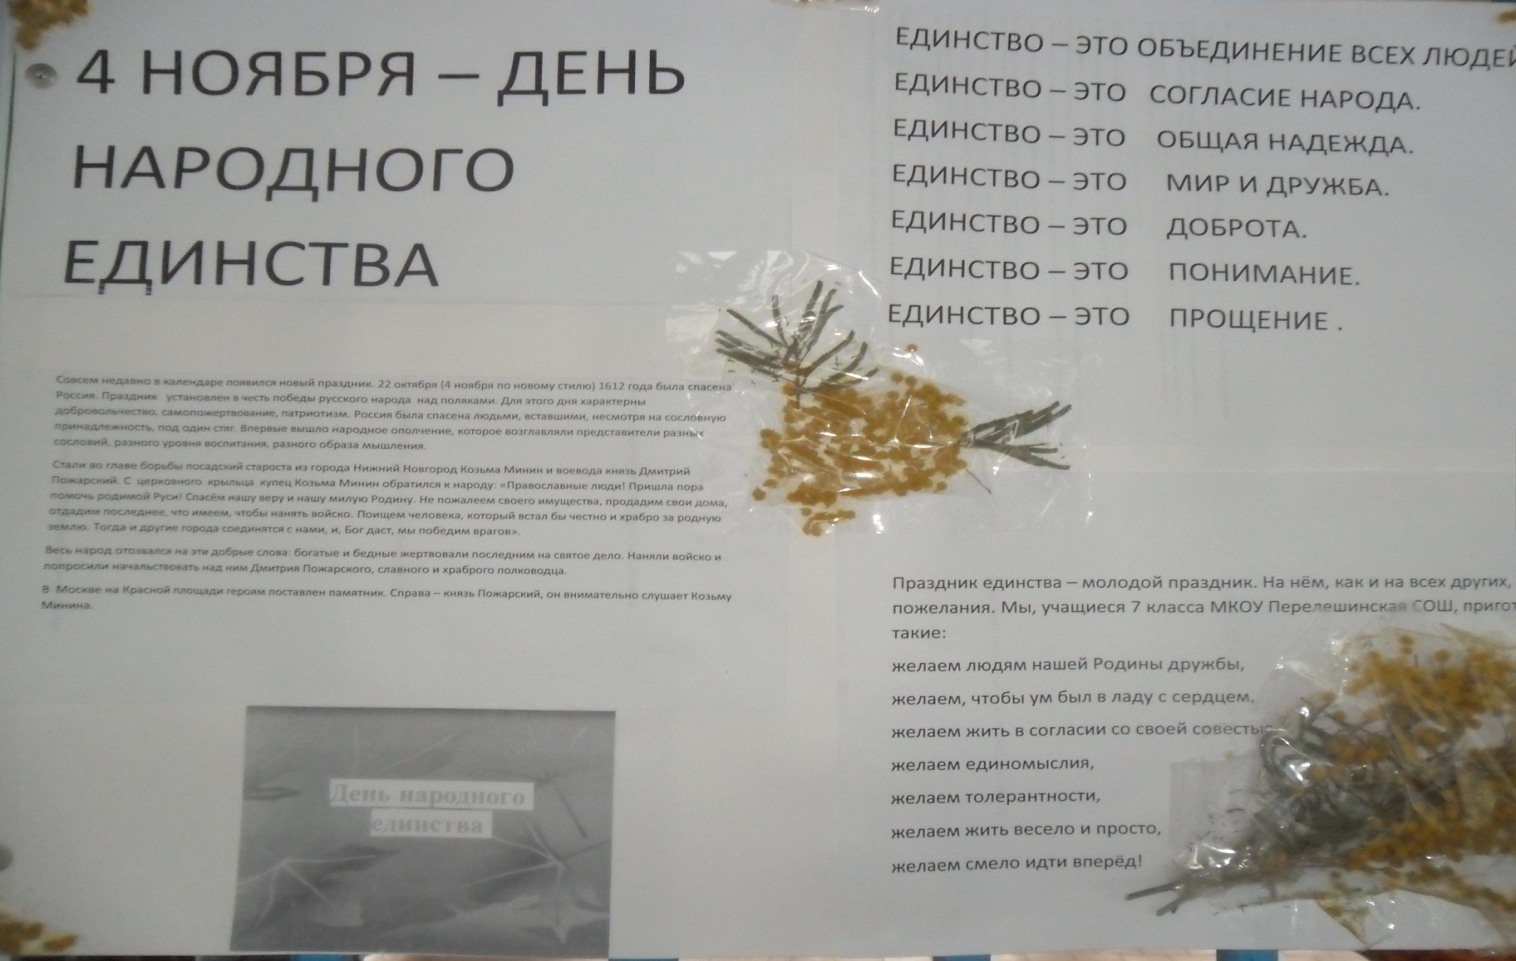 4 НОЯБРЯ – ДЕНЬ
НАРОДНОГО
ЕДИНСТВА
Совсем недавно в календаре появился новый праздник. 22 октября (4 ноября по новому стилю) 1612 года была спасена
Россия. Праздник установлен в честь победы русского народа над поляками. Для этого дня характерны
добровольчество, самопожертвование, патриотизм. Россия была спасена людьми, вставшими, несмотря на сословную
принадлежность, под один стяг. Впервые вышло народное ополчение, которое возглавляли представители разных
сословий, разного уровня воспитания, разного образа мышления.
Стали во главе борьбы посадский староста из города Нижний Новгород Козьма Минин и воевода князь Дмитрий
Пожарский. С церковного крыльца купец Козьма Минин обратился к народу: «Православные люди! Пришла пора
помочь родимой Руси! Спасём нашу веру и нашу милую Родину. Не пожалеем своего имущества, продадим свои дома,
отдадим последнее, что имеем, чтобы нанять войско. Поищем человека, который встал бы честно и храбро за родную
землю. Тогда и другие города соединятся с нами, и, Бог даст, мы победим врагов».
Весь народ отозвался на эти добрые слова: богатые и бедные жертвовали последним на святое дело. Наняли войско и
попросили начальствовать над ним Дмитрия Пожарского, славного и храброго полководца.
В Москве на Красной площади героям поставлен памятник. Справа – князь Пожарский, он внимательно слушает Козьму
Минина.
День народного
единства
ЕДИНСТВО – ЭТО ОБЪЕДИНЕНИЕ ВСЕХ ЛЮДЕЙ
ЕДИНСТВО – ЭТО СОГЛАСИЕ НАРОДА.
ЕДИНСТВО – ЭТО ОБЩАЯ НАДЕЖДА.
ЕДИНСТВО – ЭТО МИР И ДРУЖБА.
ЕДИНСТВО – ЭТО ДОБРОТА.
ЕДИНСТВО – ЭТО ПОНИМАНИЕ.
ЕДИНСТВО – ЭТО ПРОЩЕНИЕ .
Праздник единства – молодой праздник. На нём, как и на всех других,
пожелания. Мы, учащиеся 7 класса МКОУ Перелешинская СОШ,
такие:
желаем людям нашей Родины дружбы,
желаем, чтобы ум был в ладу с сердцем,
желаем жить в согласии со своей совестью
желаем единомыслия,
желаем толерантности,
желаем жить весело и просто,
желаем смело идти вперёд!